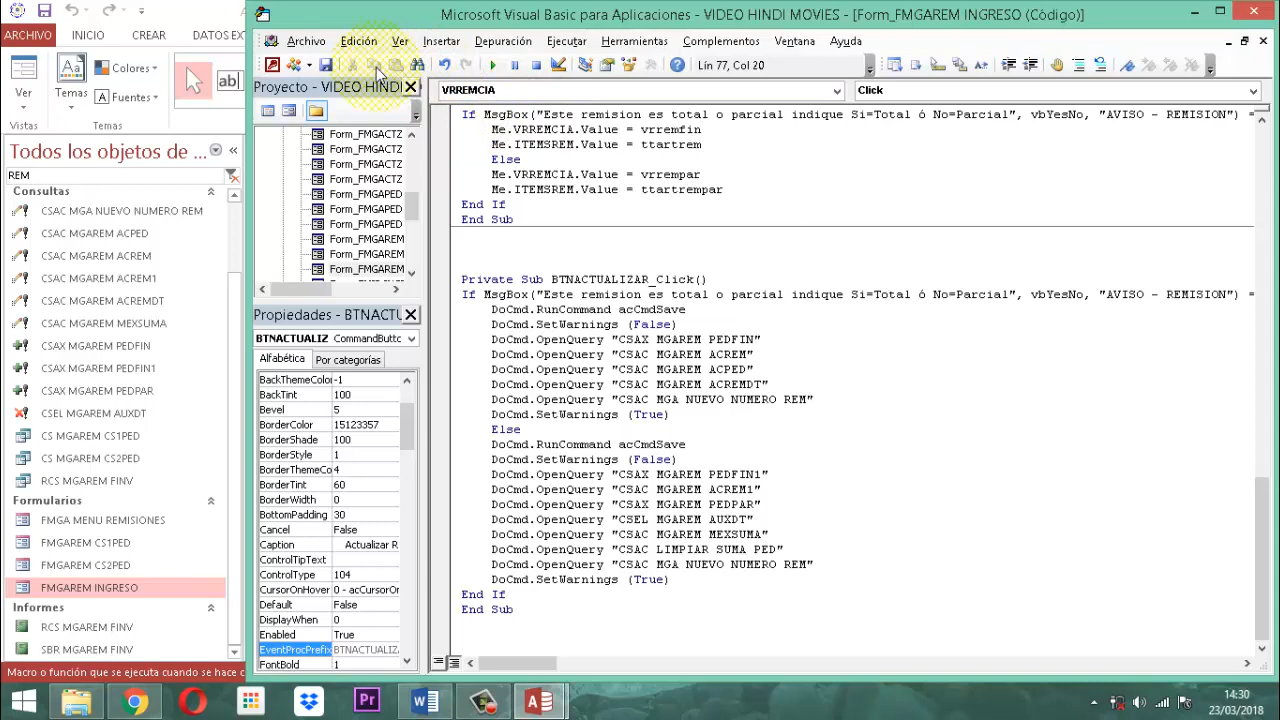 Microsoft Visual Basic para Aplicaciones - VIDEO HINDI MOVIES - [Form_FMGAREM INGRESO (Código)]
ARCHIVO INICIO CREAR DATOS EX
Archivo Edición Ver Insertar Depuración Ejecutar Herramientas Complementos Ventana Ayuda
Lín 77, Col 20
Ver
Temas
Colores
Fuentes
ab
Vistas
Temas
Todos los objetos de ...
REM
Consultas
CSAC MGA NUEVO NUMERO REM
CSAC MGAREM ACPED
CSAC MGAREM ACREM
CSAC MGAREM ACREM1
CSAC MGAREM ACREMDT
CSAC MGAREM MEXSUMA
CSAX MGAREM PEDFIN
CSAX MGAREM PEDFIN1
CSAX MGAREM PEDPAR
CSEL MGAREM AUXDT
CS MGAREM CS1PED
CS MGAREM CS2PED
RCS MGAREM FINV
Formularios
FMGA MENU REMISIONES
FMGAREM CS1PED
FMGAREM CS2PED
FMGAREM INGRESO
Informes
RCS MGAREM FINV
SBR MGAREM FINV
Macro o función que se ejecuta cuando se hace c
Proyecto - VIDEO HINDI
Form_FMGACTZ
Form_FMGACTZ
Form_FMGACTZ
Form_FMGACTZ
Form_FMGAPED
Form_FMGAPED
Form_FMGAPED
Form_FMGAREM
Form_FMGAREM
Form_FMGAREM
Propiedades - BTNACTU
BTNACTUALIZ CommandButto
Alfabética Por categorías
BackThemeColor -1
BackTint 100
Bevel 5
BorderColor 15123357
BorderShade 100
BorderStyle 1
BorderThemeCo 4
BorderTint 60
BorderWidth 0
BottomPadding 30
Cancel False
Caption Actualizar R
ControlTipText
ControlType 104
CursorOnHover 0 - acCursorOr
Default False
DisplayWhen 0
Enabled True
EventProcPrefix BTNACTUALIZA
FontBold 1
VRREMCIA Click
If MsgBox("Este remision es total o parcial indique Si=Total ó No=Parcial", vbYesNo, "AVISO - REMISION") =
Me.VRREMCIA.Value = vrremfin
Me.ITEMSREM.Value = ttartrem
Else
Me.VRREMCIA.Value = vrrempar
Me.ITEMSREM.Value = ttartrempar
End If
End Sub
Private Sub BTNACTUALIZAR_Click()
If MsgBox("Este remision es total o parcial indique Si=Total ó No=Parcial", vbYesNo, "AVISO - REMISION") =
DoCmd.RunCommand acCmdSave
DoCmd.SetWarnings (False)
DoCmd.OpenQuery "CSAX MGAREM PEDFIN"
DoCmd.OpenQuery "CSAC MGAREM ACREM"
DoCmd.OpenQuery "CSAC MGAREM ACPED"
DoCmd.OpenQuery "CSAC MGAREM ACREMDT"
DoCmd.OpenQuery "CSAC MGA NUEVO NUMERO REM"
DoCmd.SetWarnings (True)
Else
DoCmd.RunCommand acCmdSave
DoCmd.SetWarnings (False)
DoCmd.OpenQuery "CSAX MGAREM PEDFIN1"
DoCmd.OpenQuery "CSAC MGAREM ACREM1"
DoCmd.OpenQuery "CSAX MGAREM PEDPAR"
DoCmd.OpenQuery "CSEL MGAREM AUXDT"
DoCmd.OpenQuery "CSAC MGAREM MEXSUMA"
DoCmd.OpenQuery "CSAC LIMPIAR SUMA PED"
DoCmd.OpenQuery "CSAC MGA NUEVO NUMERO REM"
DoCmd.SetWarnings (True)
End If
End Sub
Pr
14:30
23/03/2018